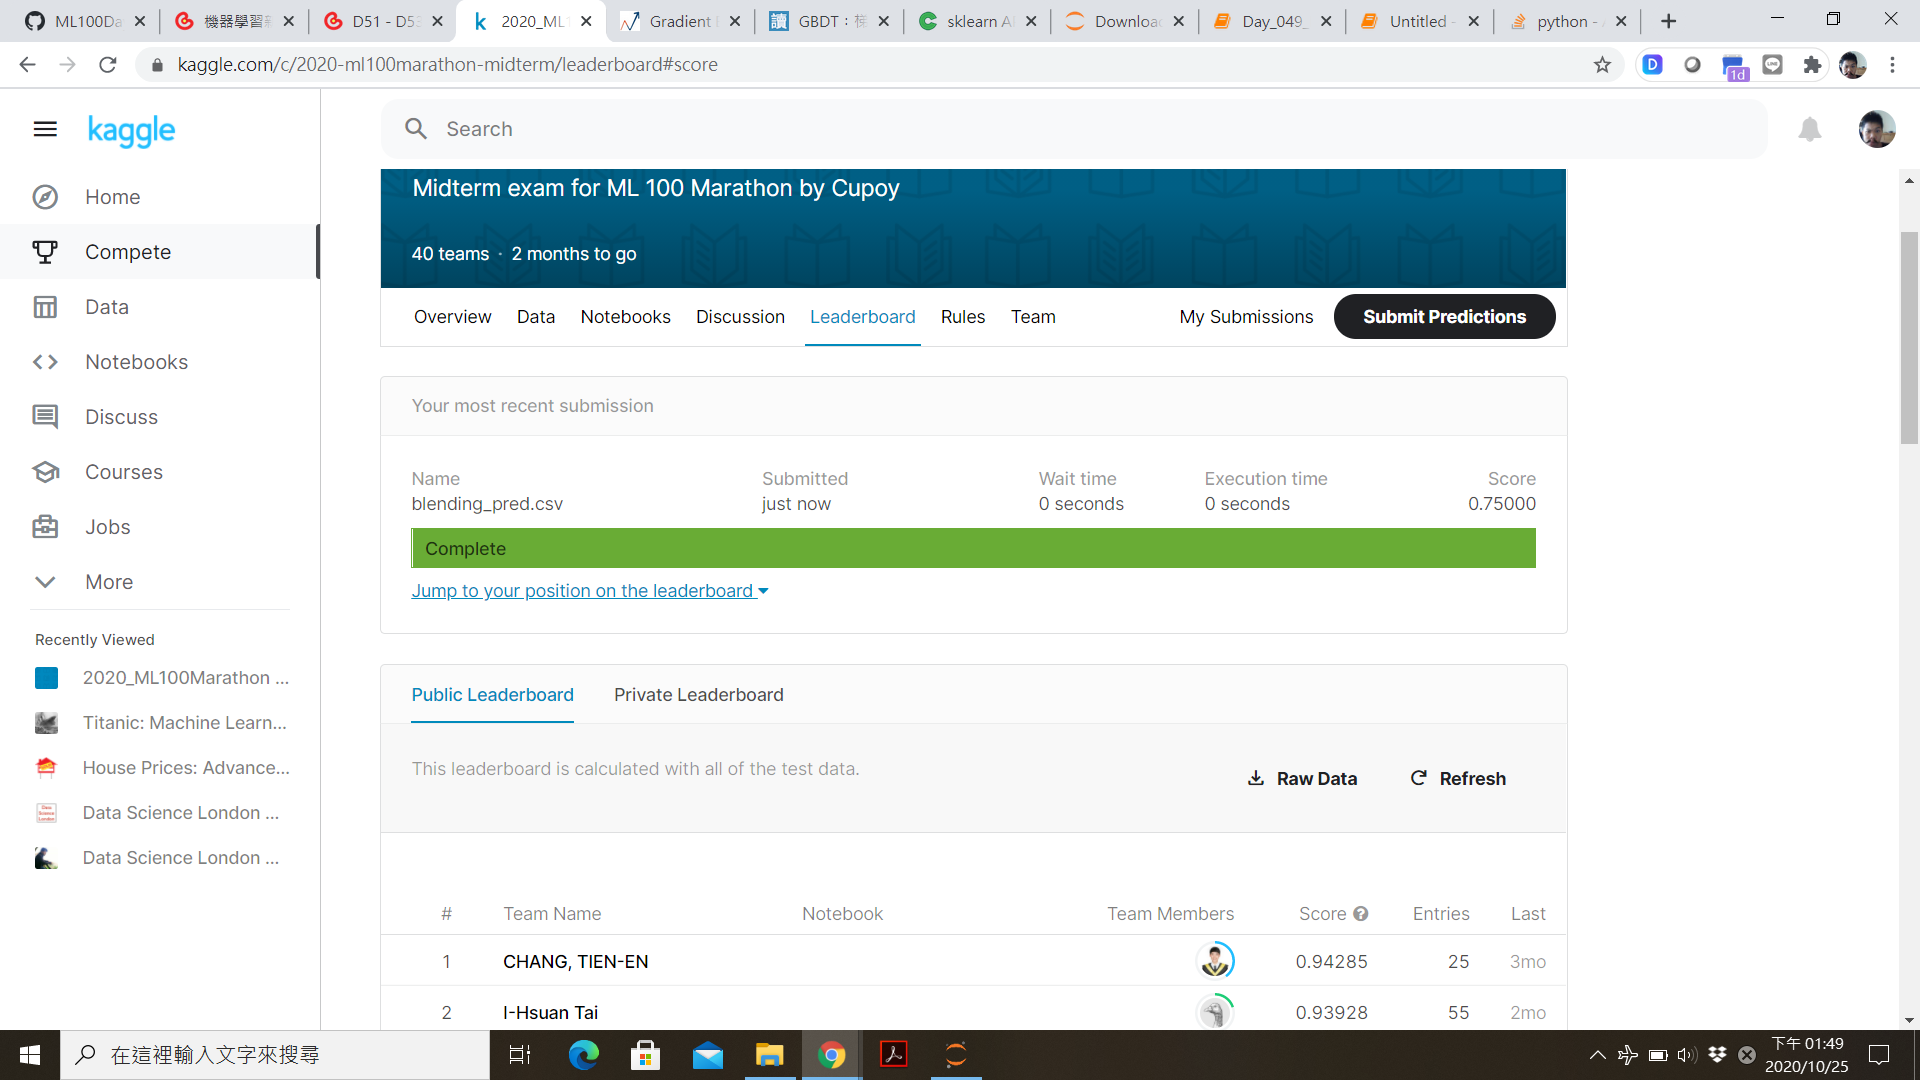 ML100Da
機器學習
D51 - D53
2020_ML1
Gradient
GBDT：
sklearn A
Downloa
Day_049_
Untitled
python -
kaggle.com/c/2020-ml100marathon-midterm/leaderboard#score
1d
kaggle
Search
Home
Compete
Data
Notebooks
Discuss
Courses
Jobs
More
Recently Viewed
2020_ML100Marathon ...
Titanic: Machine Learn...
House Prices: Advance...
Data Science London ...
Data Science London ...
Midterm exam for ML 100 Marathon by Cupoy
40 teams · 2 months to go
Overview Data Notebooks Discussion Leaderboard Rules Team My Submissions Submit Predictions
Your most recent submission
Name Submitted Wait time Execution time Score
blending_pred.csv just now 0 seconds 0 seconds 0.75000
Complete
Jump to your position on the leaderboard
Public Leaderboard Private Leaderboard
This leaderboard is calculated with all of the test data.
Raw Data Refresh
# Team Name Notebook Team Members Score Entries Last
1 CHANG, TIEN-EN 0.94285 25 3mo
2 I-Hsuan Tai 0.93928 55 2mo
在這裡輸入文字來搜尋
下午 01:49
2020/10/25